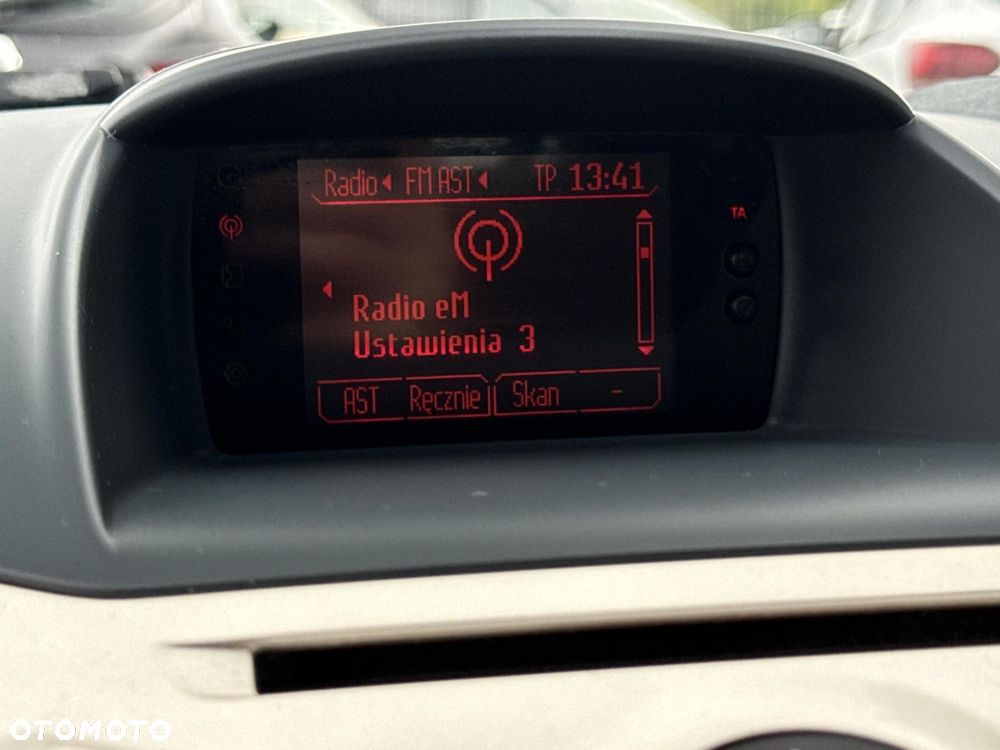 Radio FM AST TP 13:41
TA
Radio eM
Ustawienia 3
AST Ręcznie Skan -
OTOMOTO